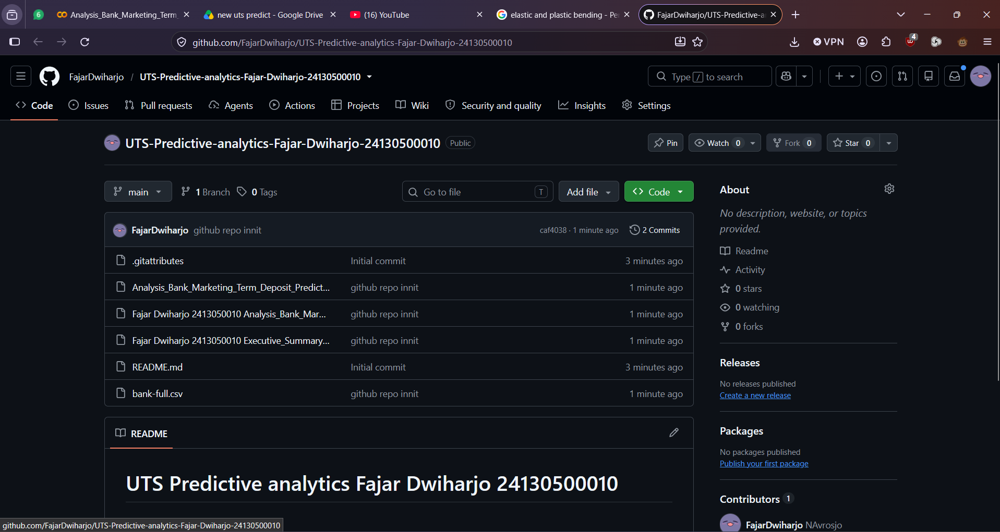 6
Analysis_Bank_Marketing_Term_
new uts predict - Google Drive
(16) YouTube
elastic and plastic bending - Pe
FajarDwiharjo/UTS-Predictive-a
github.com/FajarDwiharjo/UTS-Predictive-analytics-Fajar-Dwiharjo-24130500010
VPN
4
FajarDwiharjo / UTS-Predictive-analytics-Fajar-Dwiharjo-24130500010
Type / to search
Code Issues Pull requests Agents Actions Projects Wiki Security and quality Insights Settings
UTS-Predictive-analytics-Fajar-Dwiharjo-24130500010 Public
Pin Watch 0 Fork 0 Star 0
main 1 Branch 0 Tags
Go to file T Add file Code
FajarDwiharjo github repo innit caf4038 · 1 minute ago 2 Commits
.gitattributes Initial commit 3 minutes ago
Analysis_Bank_Marketing_Term_Deposit_Predict... github repo innit 1 minute ago
Fajar Dwiharjo 2413050010 Analysis_Bank_Mar... github repo innit 1 minute ago
Fajar Dwiharjo 2413050010 Executive_Summary... github repo innit 1 minute ago
README.md Initial commit 3 minutes ago
bank-full.csv github repo innit 1 minute ago
README
UTS Predictive analytics Fajar Dwiharjo 24130500010
About
No description, website, or topics
provided.
Readme
Activity
0 stars
0 watching
0 forks
Releases
No releases published
Create a new release
Packages
No packages published
Publish your first package
Contributors 1
FajarDwiharjo NAvrosjo
github.com/FajarDwiharjo/UTS-Predictive-analytics-Fajar-Dwiharjo-24130500010